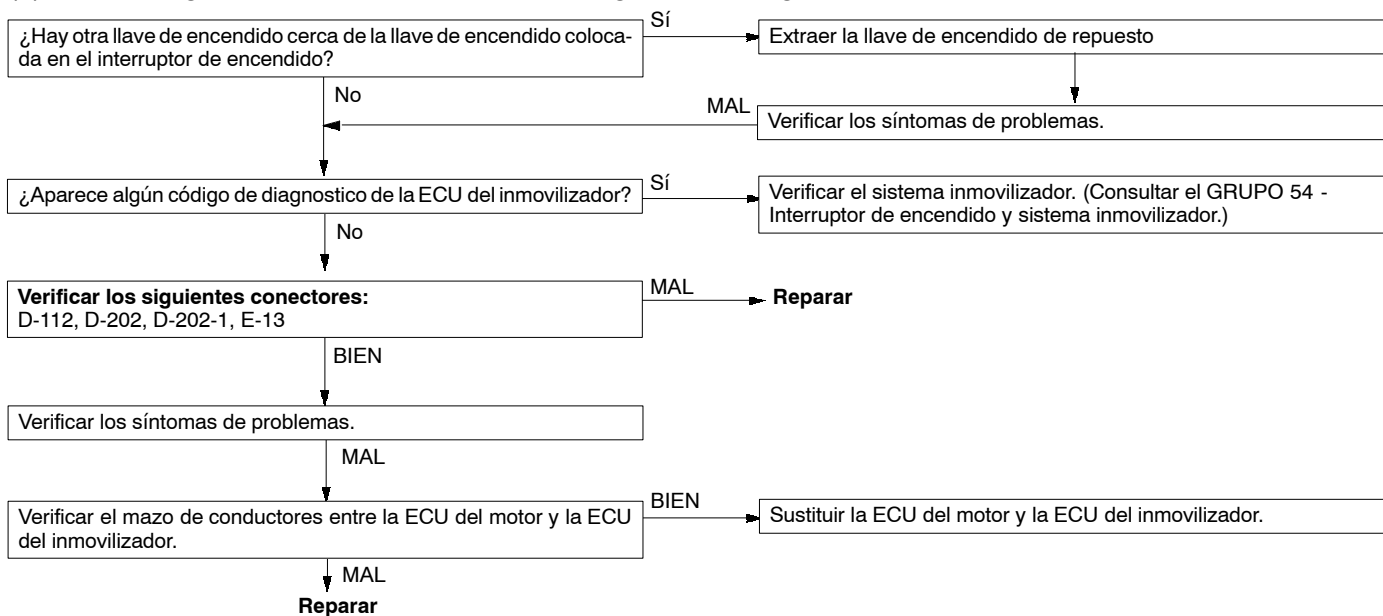 ¿Hay otra llave de encendido cerca de la llave de encendido coloca-
da en el interruptor de encendido?
Sí
Extraer la llave de encendido de repuesto
No
MAL
Verificar los síntomas de problemas.
¿Aparece algún código de diagnostico de la ECU del inmovilizador?
Sí
Verificar el sistema inmovilizador. (Consultar el GRUPO 54 -
Interruptor de encendido y sistema inmovilizador.)
No
Verificar los siguientes conectores:
D-112, D-202, D-202-1, E-13
MAL
Reparar
BIEN
Verificar los síntomas de problemas.
MAL
Verificar el mazo de conductores entre la ECU del motor y la ECU
del inmovilizador.
BIEN
Sustituir la ECU del motor y la ECU del inmovilizador.
MAL
Reparar